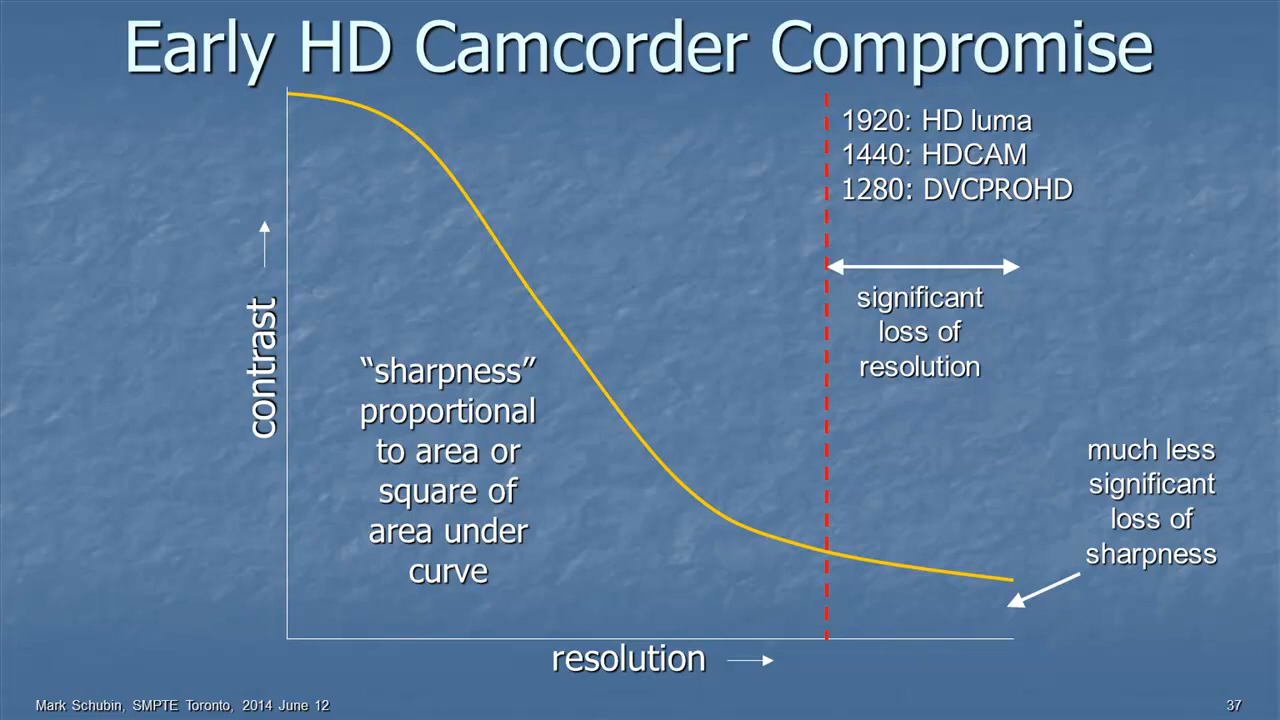 Early HD Camcorder Compromise
1920: HD luma
1440: HDCAM
1280: DVCPROHD
significant
loss of
resolution
contrast
“sharpness”
proportional
to area or
square of
area under
curve
much less
significant
loss of
sharpness
resolution
Mark Schubin, SMPTE Toronto, 2014 June 12
37